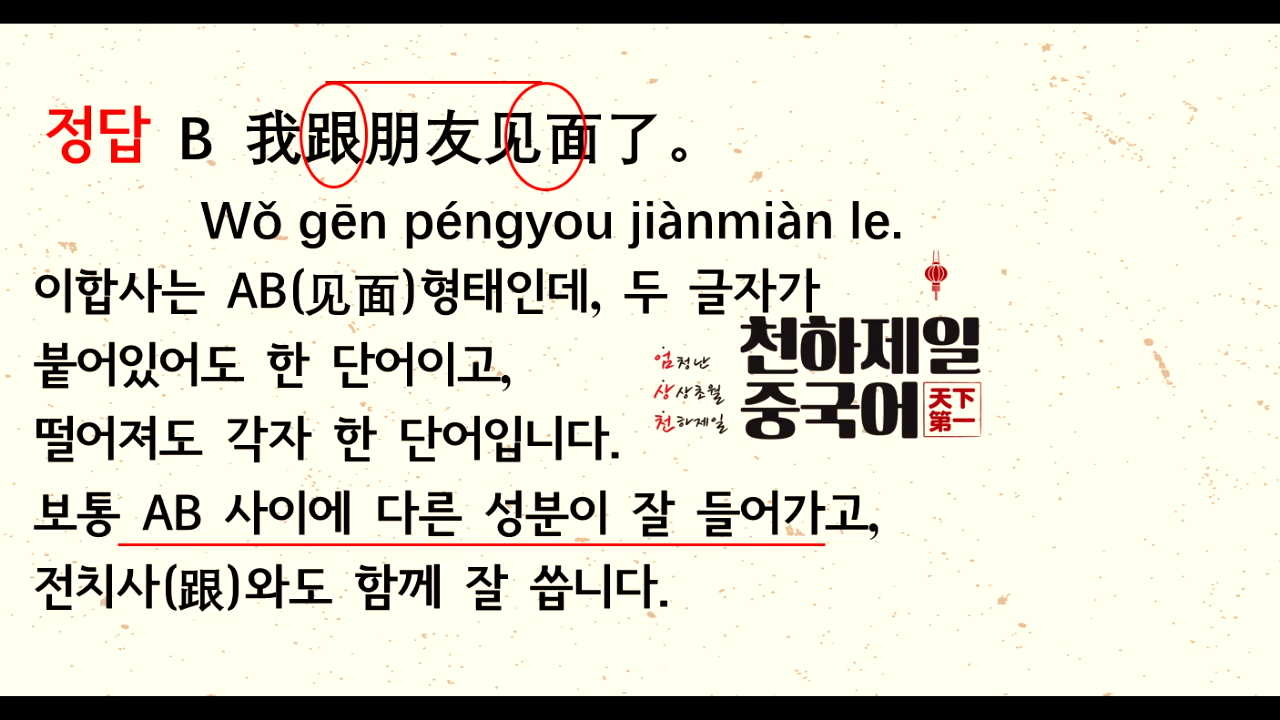 정답 B 我跟朋友见面了。
Wǒ gēn péngyou jiànmiàn le.
이합사는 AB(见面)형태인데, 두 글자가
붙어있어도 한 단어이고,
떨어져도 각자 한 단어입니다.
보통 AB 사이에 다른 성분이 잘 들어가고,
전치사(跟)와도 함께 잘 씁니다.
엄청난
상상초월
천하제일
천하제일
중국어
天下
第一